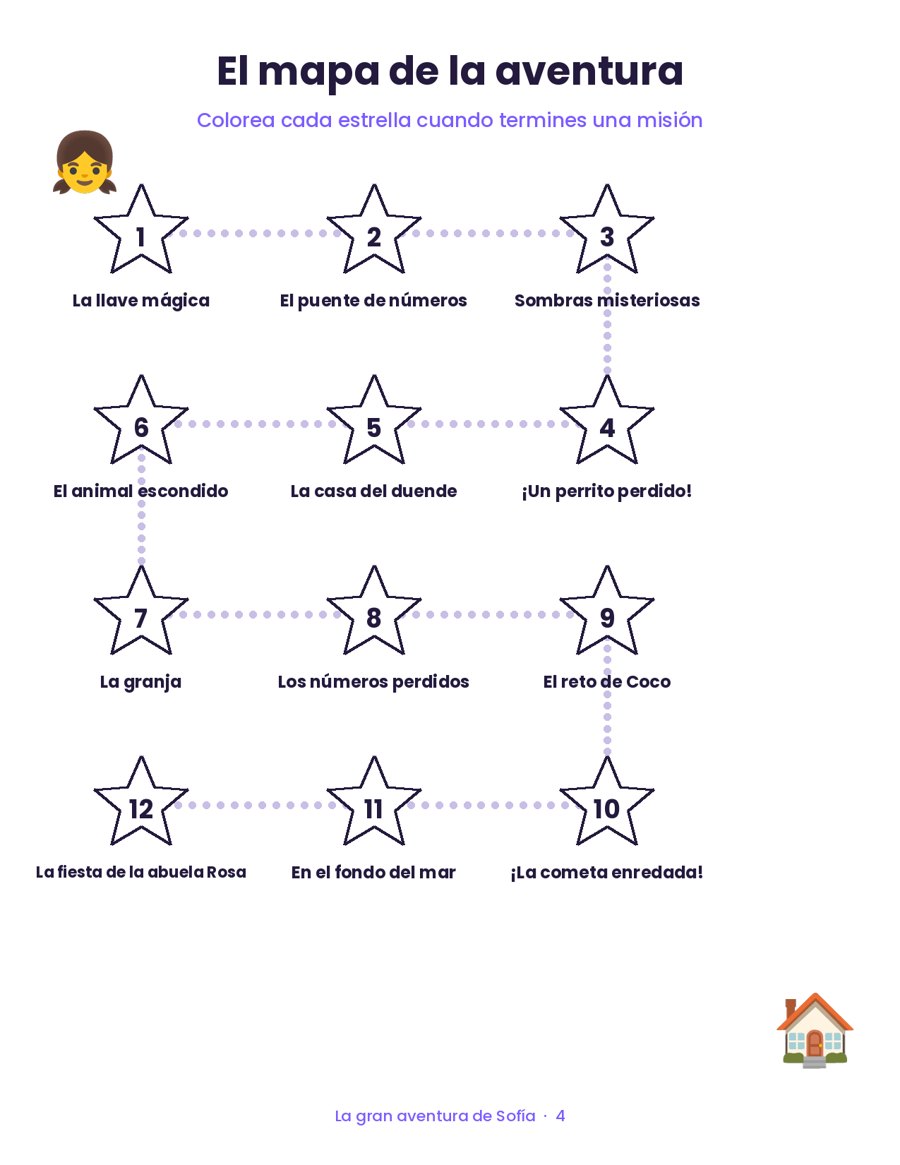 El mapa de la aventura
Colorea cada estrella cuando termines una misión
1 2 3
La llave mágica El puente de números Sombras misteriosas
6 5 4
El animal escondido La casa del duende ¡Un perrito perdido!
7 8 9
La granja Los números perdidos El reto de Coco
12 11 10
La fiesta de la abuela Rosa En el fondo del mar ¡La cometa enredada!
La gran aventura de Sofía · 4